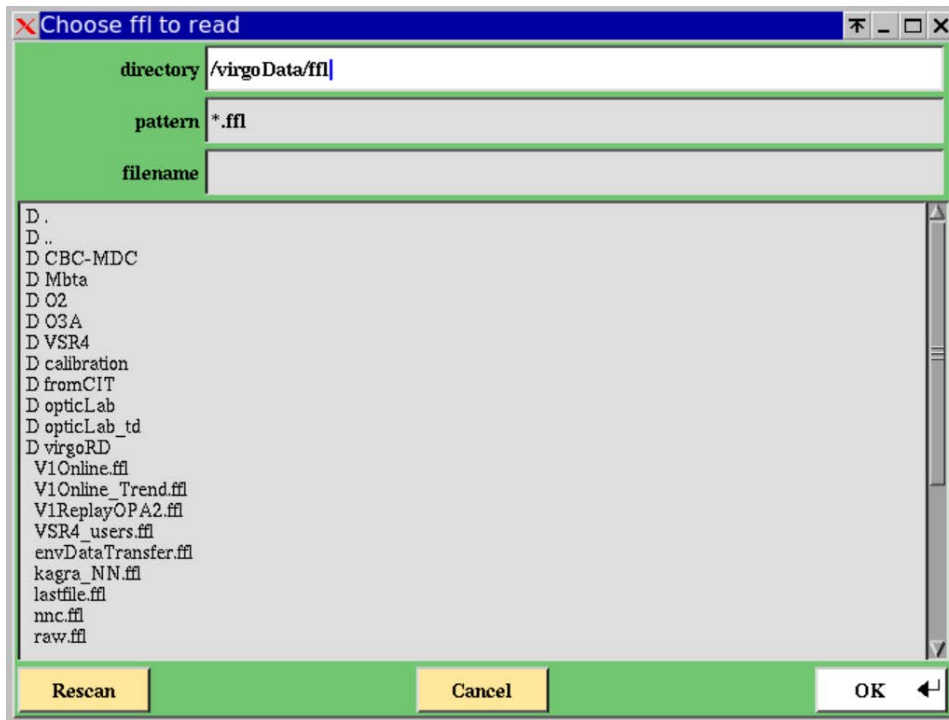 Choose ffl to read
directory /virgoData/ffl
pattern *.ffl
filename
D .
D ..
D CBC-MDC
D Mbta
D O2
D O3A
D VSR4
D calibration
D fromCIT
D opticLab
D opticLab_td
D virgoRD
V1Online.ffl
V1Online_Trend.ffl
V1ReplayOPA2.ffl
VSR4_users.ffl
envDataTransfer.ffl
kagra_NN.ffl
lastfile.ffl
nnc.ffl
raw.ffl
Rescan Cancel OK